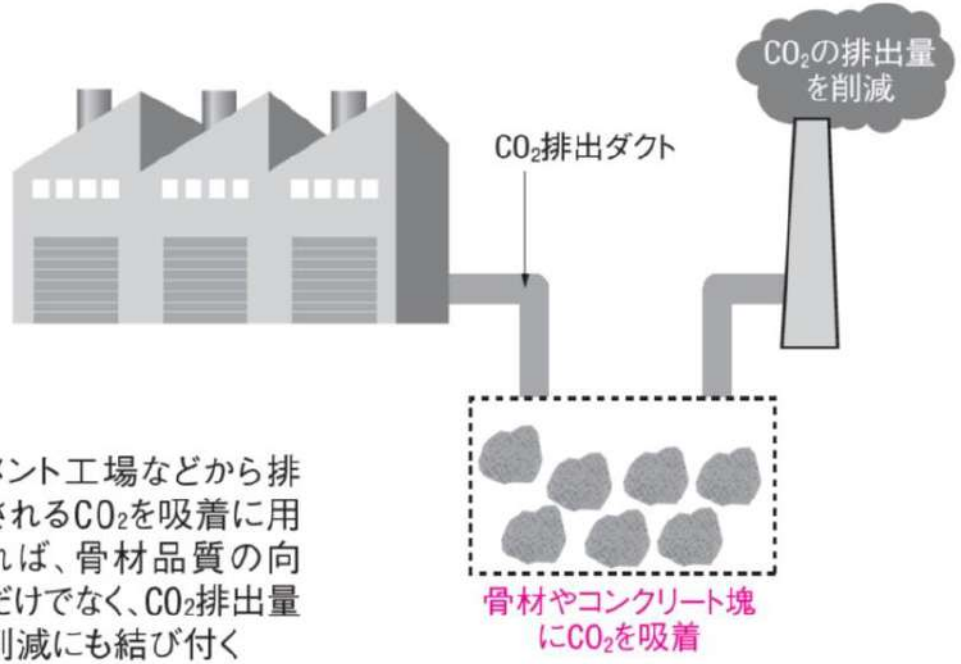 CO₂の排出量
を削減
CO₂排出ダクト
ント工場などから排
されるCO₂を吸着に用
れば、骨材品質の向
だけでなく、CO₂排出量
削減にも結び付く
骨材やコンクリート塊
にCO₂を吸着